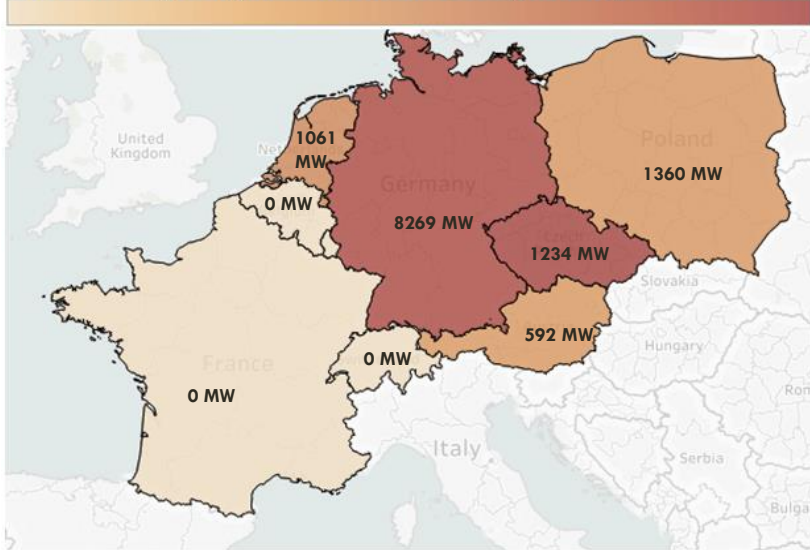 United
Kingdom
1061
MW
Poland
1360 MW
Germany
0 MW
8269 MW
1234 MW
Slovakia
592 MW
Hungary
France
0 MW
0 MW
Italy
Serbia